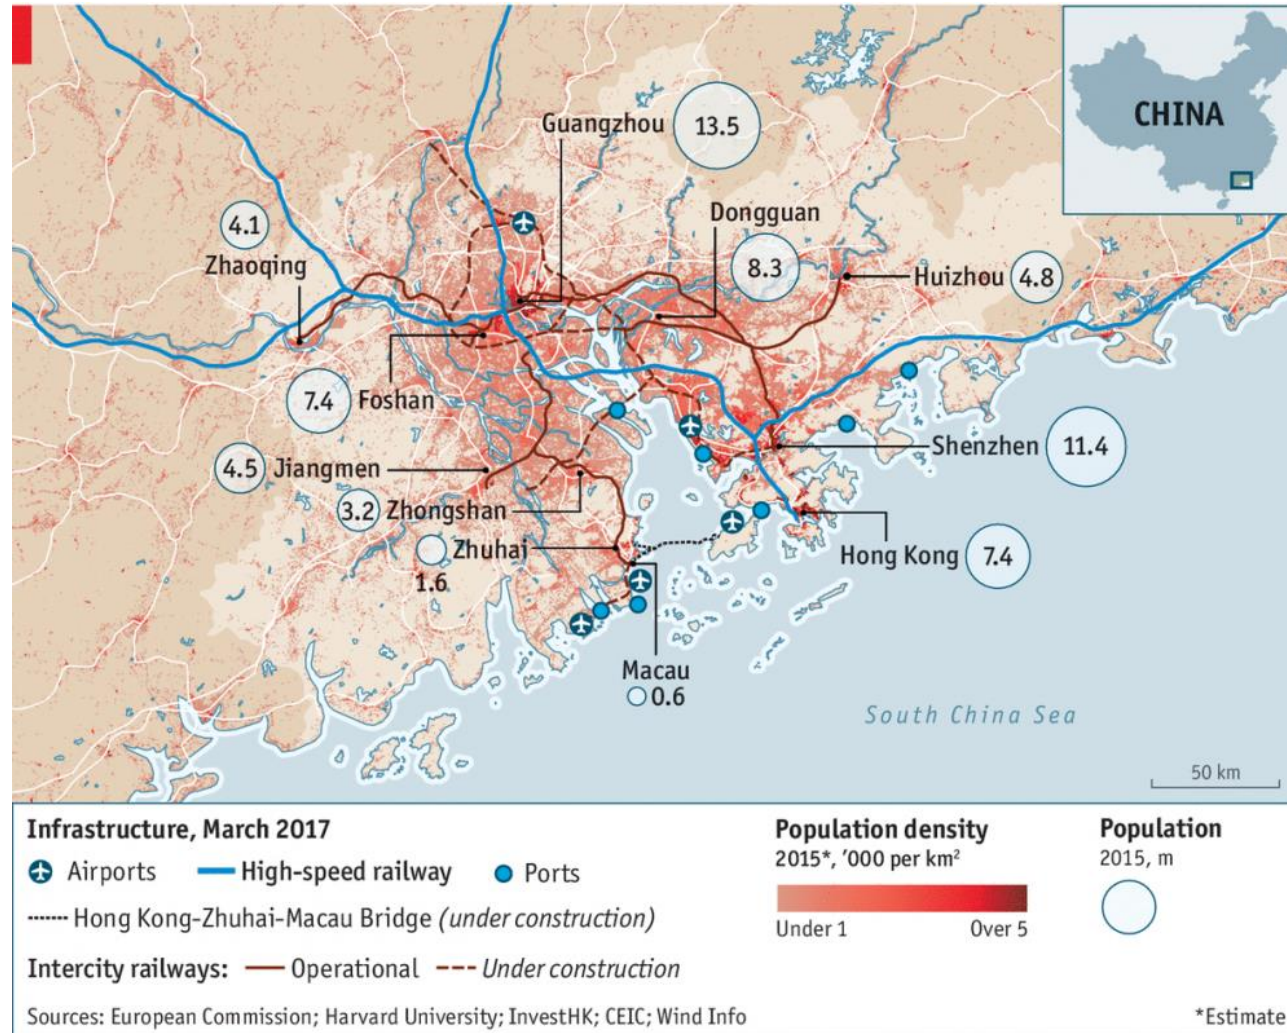 CHINA
Guangzhou
13.5
Dongguan
8.3
4.1
Zhaoqing
Huizhou
4.8
7.4
Foshan
4.5
Jiangmen
Shenzhen
11.4
3.2
Zhongshan
Zhuhai
1.6
Hong Kong
7.4
Macau
0.6
South China Sea
50 km
Infrastructure, March 2017
Airports
High-speed railway
Ports
Hong Kong-Zhuhai-Macau Bridge (under construction)
Intercity railways:
Operational
Under construction
Population density
2015*, ’000 per km²
Under 1
Over 5
Population
2015, m
Sources: European Commission; Harvard University; InvestHK; CEIC; Wind Info
*Estimate